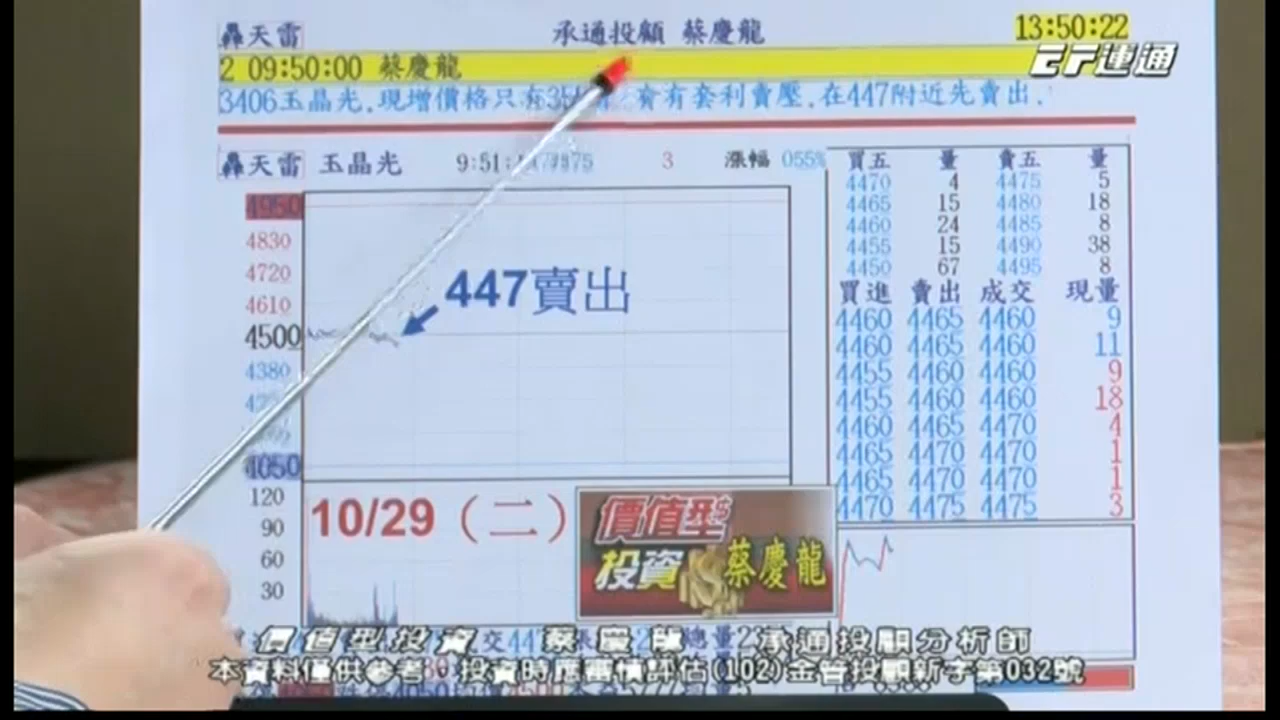 轟天雷 承通投顧 蔡慶龍 13:50:22
EF運通
2 09:50:00 蔡慶龍
3406玉晶光.現增價格只有35 會有套利賣壓.在447附近先賣出.
轟天雷 玉晶光 9:51: 3 漲幅 055%
買五 量 賣五 量
4470 4 4475 5
4465 15 4480 18
4460 24 4485 8
4455 15 4490 38
4450 67 4495 8
買進 賣出 成交 現量
4460 4465 4460 9
4460 4465 4460 11
4455 4460 4460 9
4455 4460 4460 18
4460 4465 4470 4
4465 4470 4470 1
4465 4470 4470 1
4470 4475 4475 3
4950
4830
4720
4610
4500
4380
4050
447賣出
120
90
60
30
10/29（二）
價值型
投資 蔡慶龍
價值型投資 蔡慶龍 承通投顧分析師
本資料僅供參考，投資時應審慎評估(102)金管投顧新字第032號